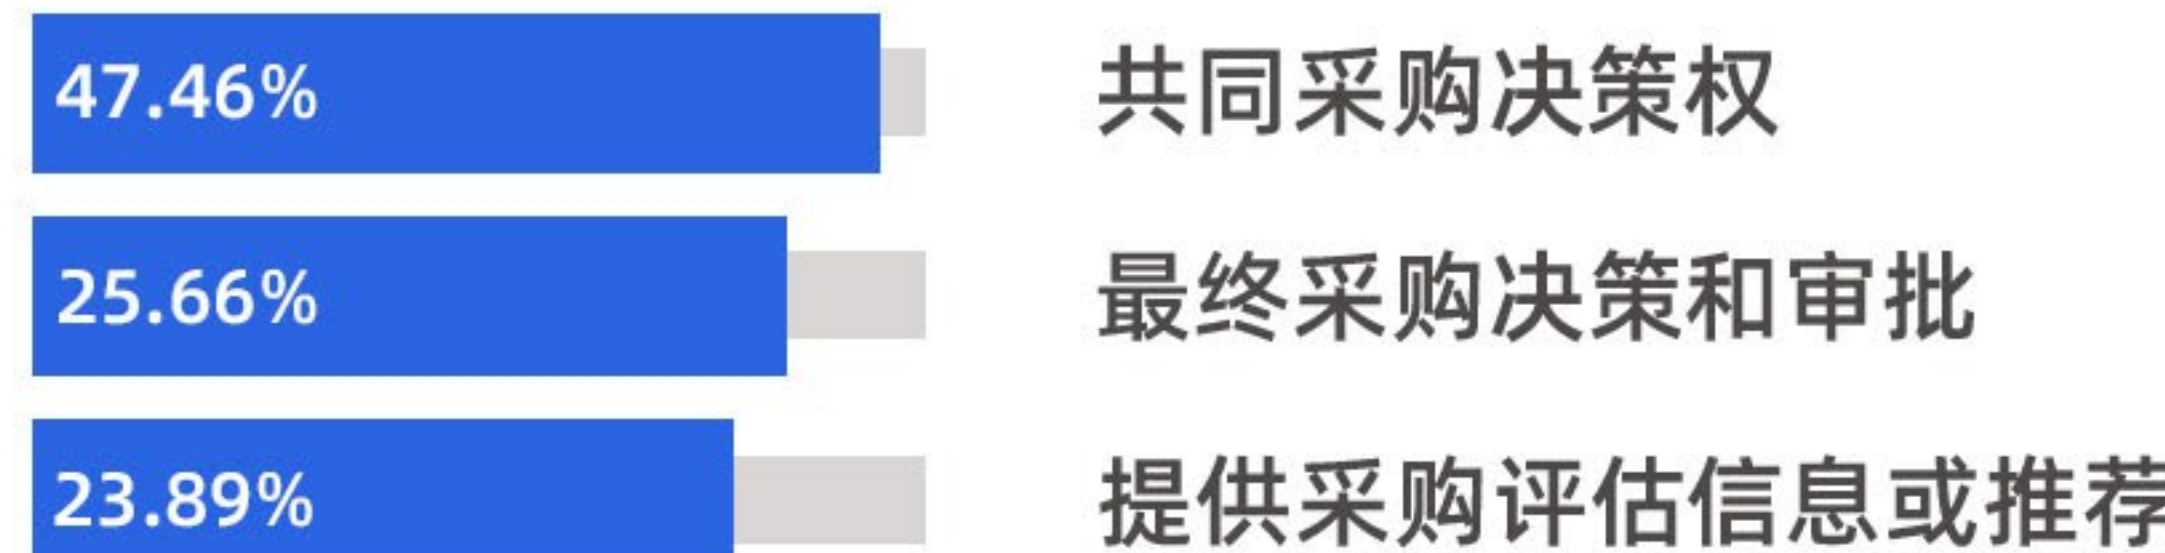 47.46% 共同采购决策权
25.66% 最终采购决策和审批
23.89% 提供采购评估信息或推荐